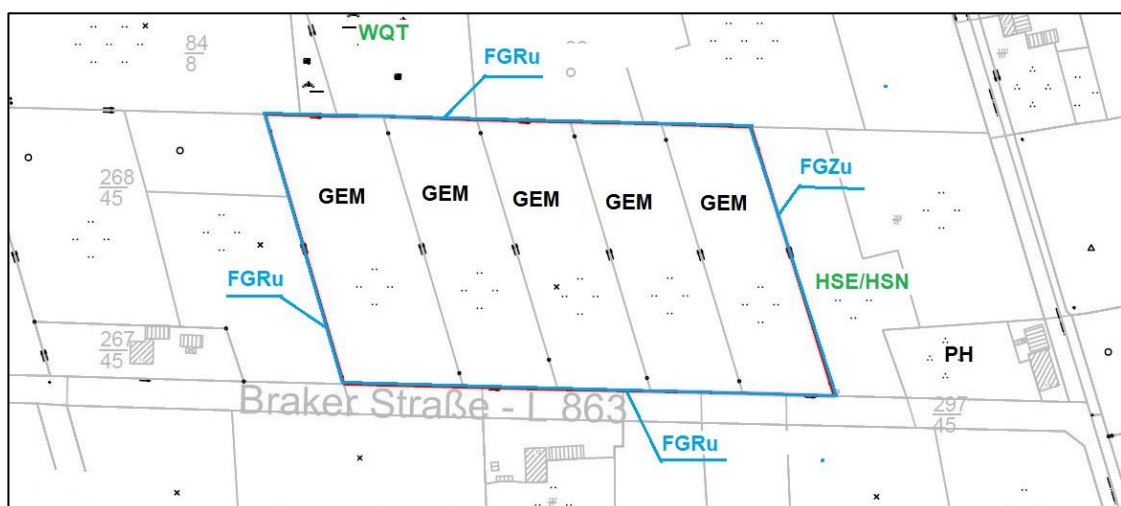 WQT
84
8
FGRu
268
45
GEM
GEM
GEM
GEM
GEM
FGZu
FGRu
HSE/HSN
267
45
PH
Braker Straße - L 863
297
45
FGRu